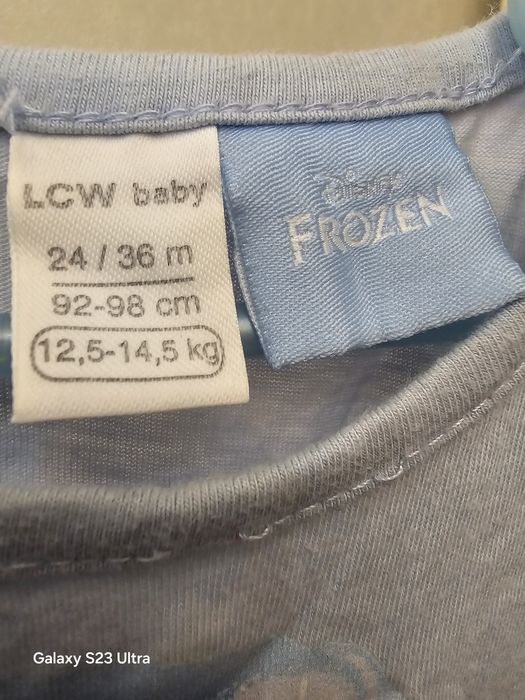 LCW baby
24 / 36 m
92-98 cm
12,5-14,5 kg
Disney
FROZEN
Galaxy S23 Ultra